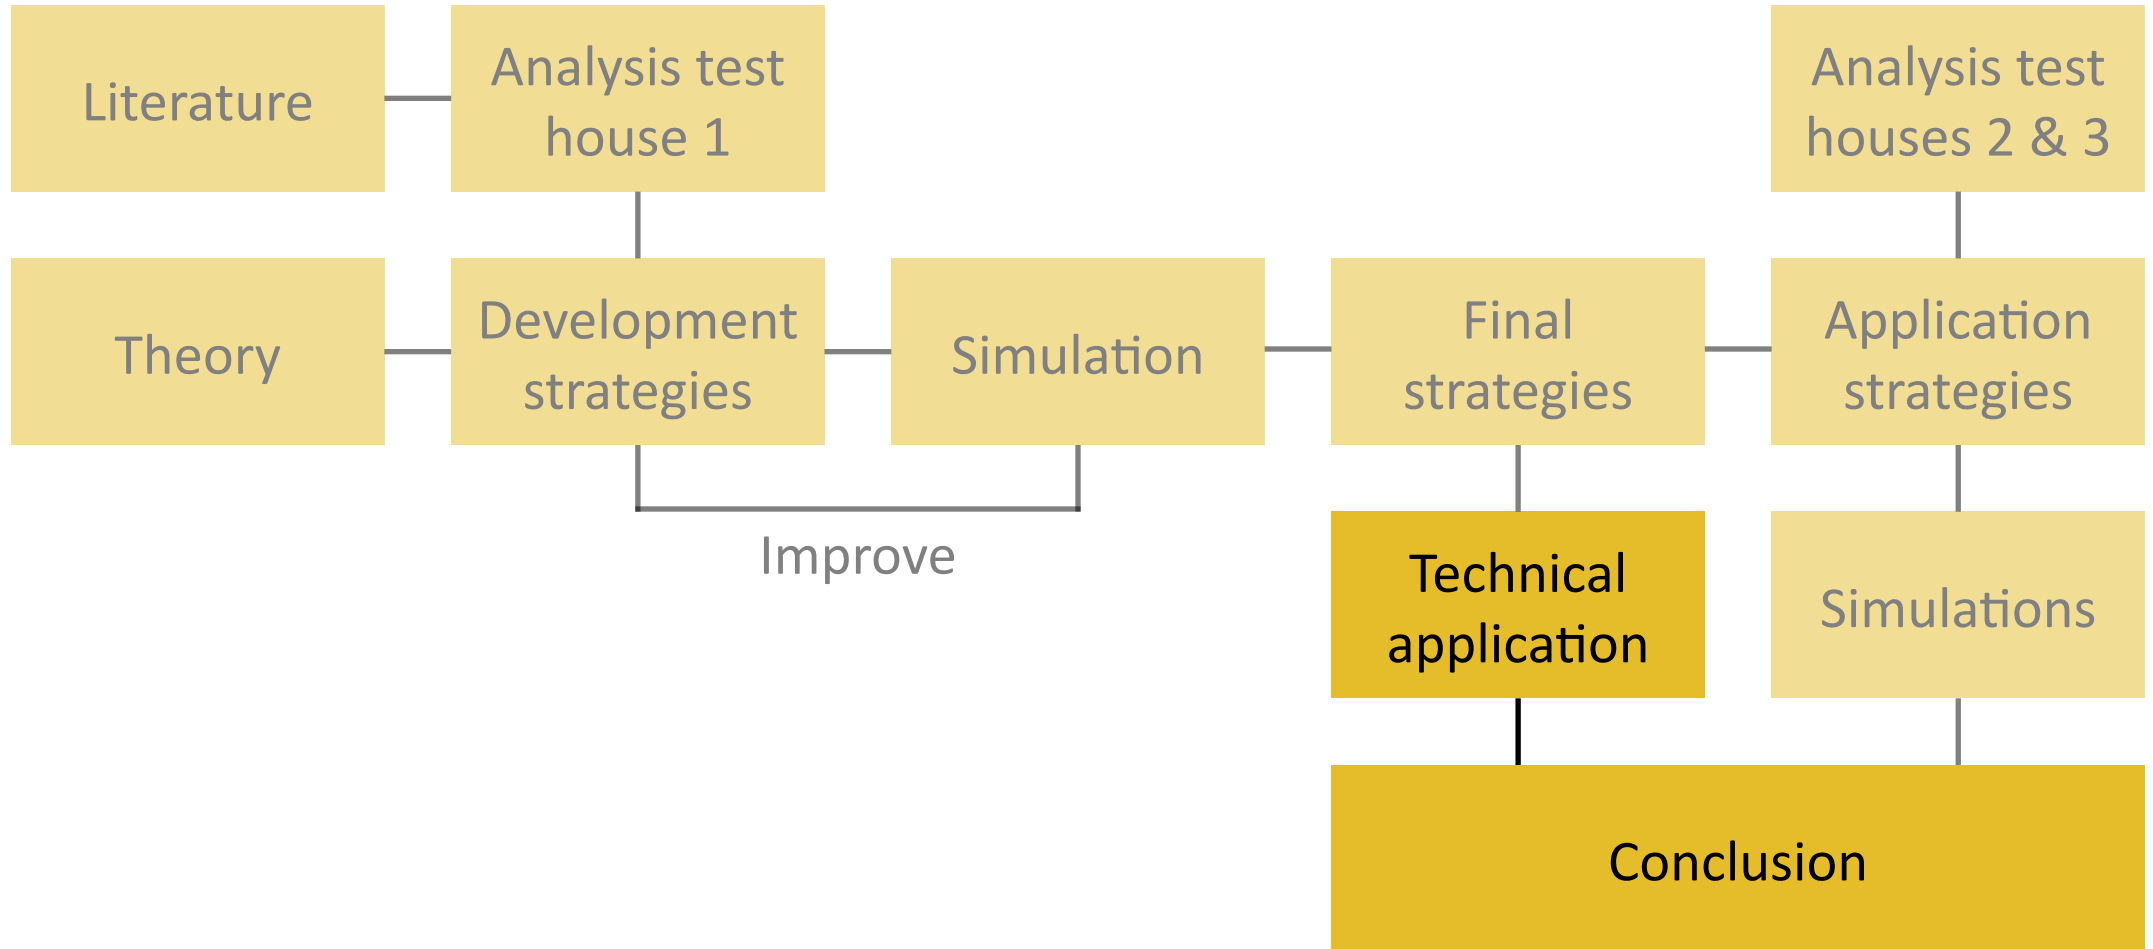 Literature
Analysis test
house 1
Analysis test
houses 2 & 3
Theory
Development
strategies
Simulation
Final
strategies
Application
strategies
Improve
Technical
application
Simulations
Conclusion